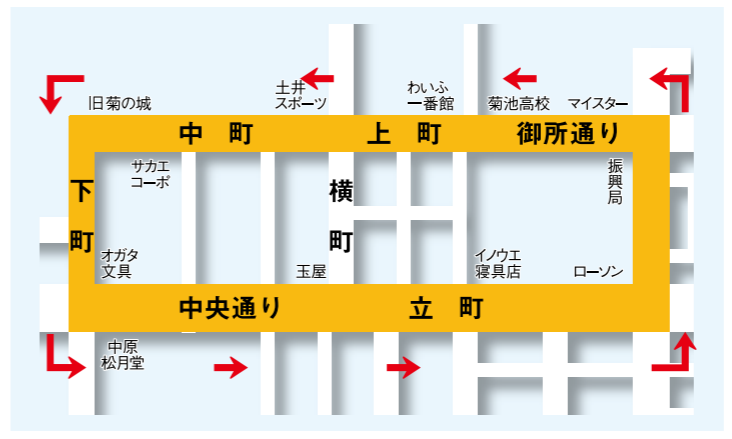 旧菊の城
土井
スポーツ
わいふ
一番館
菊池高校
マイスター
中町
上町
御所通り
サカエ
コーポ
下町
横町
振興局
オガタ
文具
玉屋
イノウエ
寝具店
ローソン
中央通り
立町
中原
松月堂